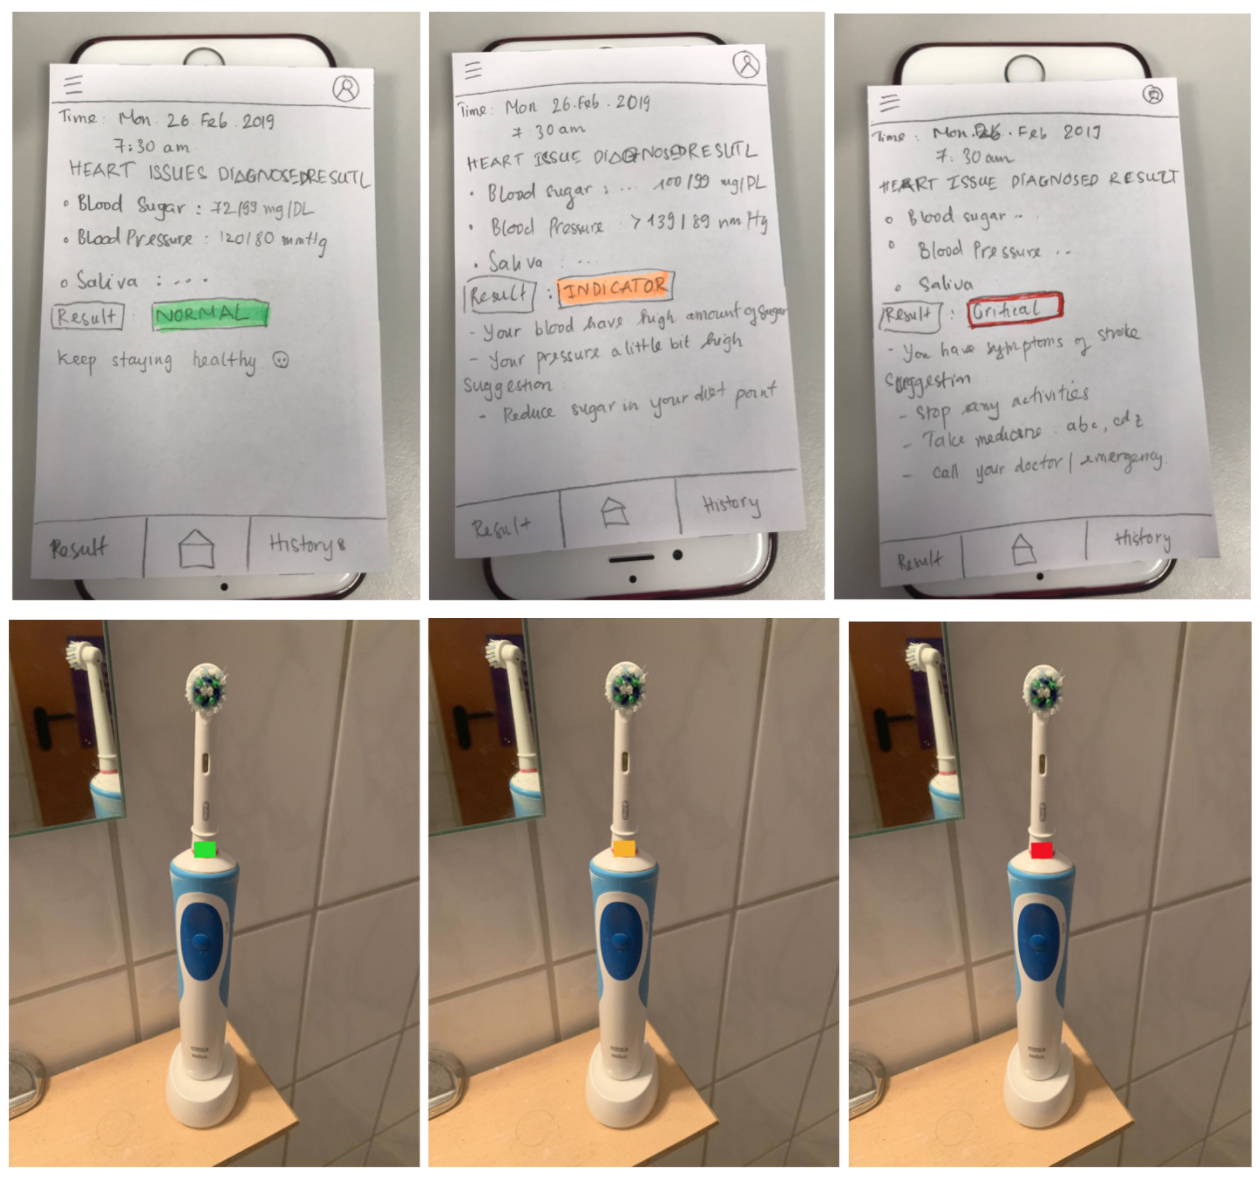 Time: Mon. 26. Feb. 2019
7:30 am
HEART ISSUES DIAGNOSEDRESUTL
• Blood Sugar : 72/99 mg/DL
• Blood Pressure : 120/80 mmHg
• Saliva : ...
Result : NORMAL
Keep staying healthy
Result
History
Time: Mon 26. Feb. 2019
7 30 am
HEART ISSUE DIAGNOSEDRESUTL
• Blood sugar : ... 100/99 mg/DL
• Blood Pressure >139/89 mm Hg
• Saliva : ...
Result : INDICATOR
- Your blood have high amount of sugar
- Your pressure a little bit high
Suggestion
- Reduce sugar in your diet point
Result
History
Time: Mon. 26. Feb 2019
7:30am
HEART ISSUE DIAGNOSED RESULT
• Blood sugar ..
• Blood Pressure ..
• Saliva
Result : Critical
- You have symptoms of stroke
Suggestion
- Stop any activities
- Take medicine. abc, cdz
- call your doctor / emergency
Result
History